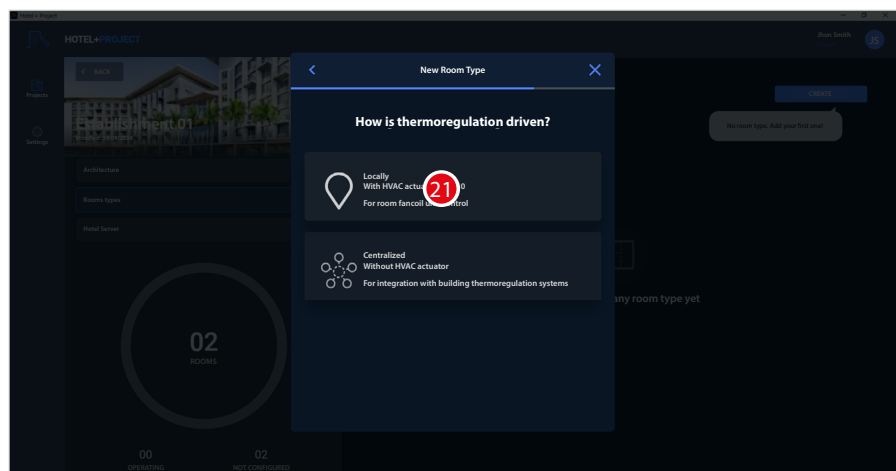 Hotel + Project
HOTEL+PROJECT
Jhon Smith
JS
BACK
New Room Type
Projects
CREATE
Establishment 01
How is thermoregulation driven?
No room type. Add your first one!
Settings
Architecture
Locally
With HVAC actua 21 0
For room fancoil u ntrol
Rooms types
Hotel Server
Centralized
Without HVAC actuator
For integration with building thermoregulation systems
any room type yet
02
ROOMS
00
OPERATING
02
NOT CONFIGURED